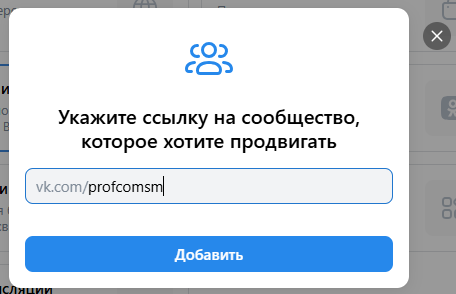 Укажите ссылку на сообщество,
которое хотите продвигать
vk.com/profcomsm
Добавить